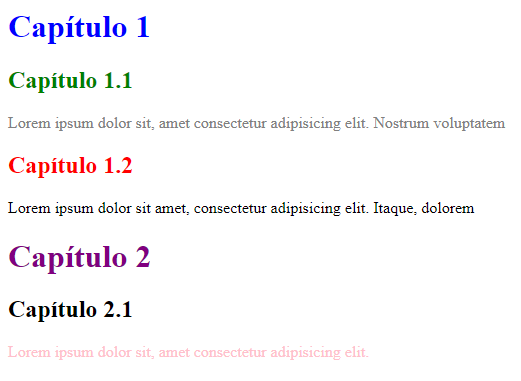 Capítulo 1
Capítulo 1.1
Lorem ipsum dolor sit, amet consectetur adipisicing elit. Nostrum voluptatem
Capítulo 1.2
Lorem ipsum dolor sit amet, consectetur adipisicing elit. Itaque, dolorem
Capítulo 2
Capítulo 2.1
Lorem ipsum dolor sit, amet consectetur adipisicing elit.